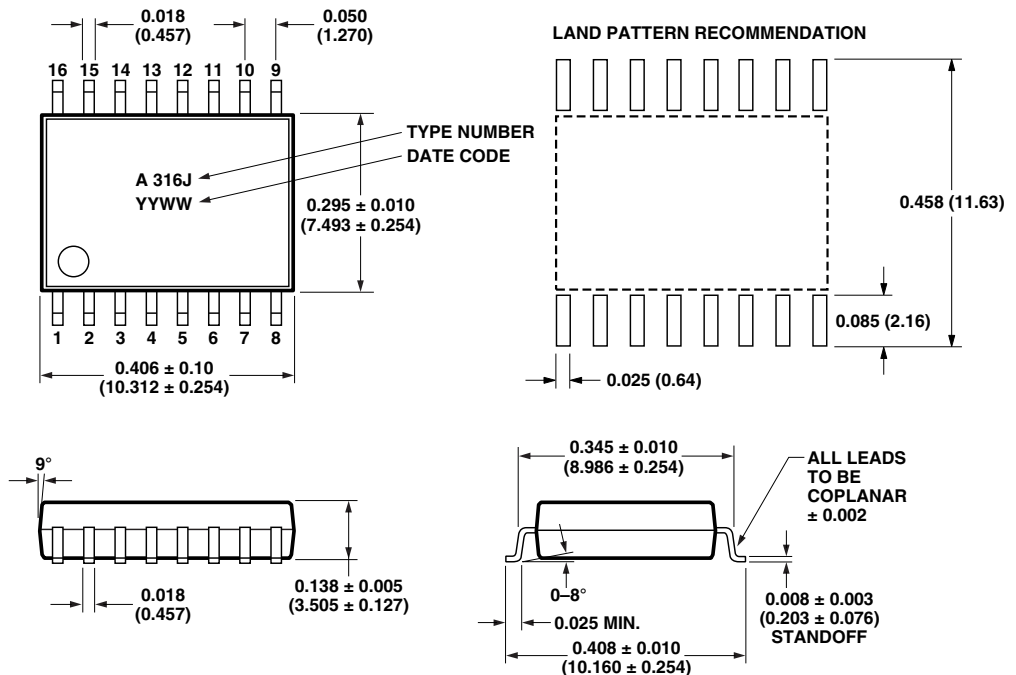 0.018
(0.457)
0.050
(1.270)
LAND PATTERN RECOMMENDATION
16 15 14 13 12 11 10 9
TYPE NUMBER
DATE CODE
A 316J
YYWW
0.295 ± 0.010
(7.493 ± 0.254)
0.458 (11.63)
0.085 (2.16)
1 2 3 4 5 6 7 8
0.406 ± 0.10
(10.312 ± 0.254)
0.025 (0.64)
9°
0.018
(0.457)
0.138 ± 0.005
(3.505 ± 0.127)
0.345 ± 0.010
(8.986 ± 0.254)
ALL LEADS
TO BE
COPLANAR
± 0.002
0–8°
0.025 MIN.
0.408 ± 0.010
(10.160 ± 0.254)
0.008 ± 0.003
(0.203 ± 0.076)
STANDOFF